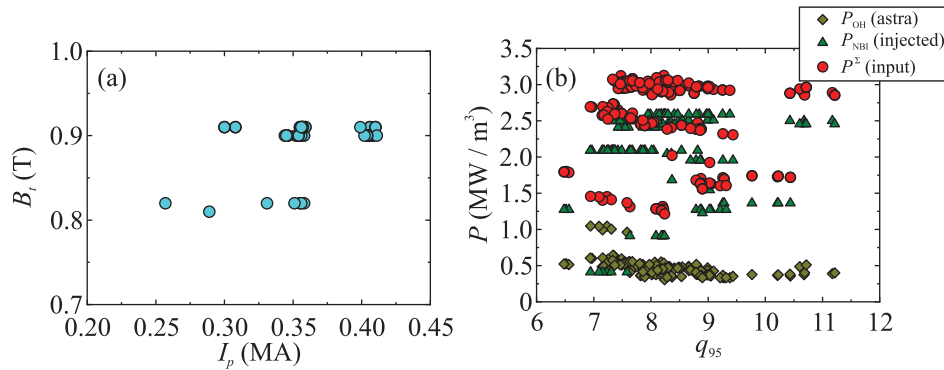 (a)
1.0
0.9
0.8
0.7
B_t (T)
0.20 0.25 0.30 0.35 0.40 0.45
I_p (MA)
P_OH (astra)
P_NBI (injected)
P^Σ (input)
(b)
3.5
3.0
2.5
2.0
1.5
1.0
0.5
0
P (MW / m³)
6 7 8 9 10 11 12
q_95